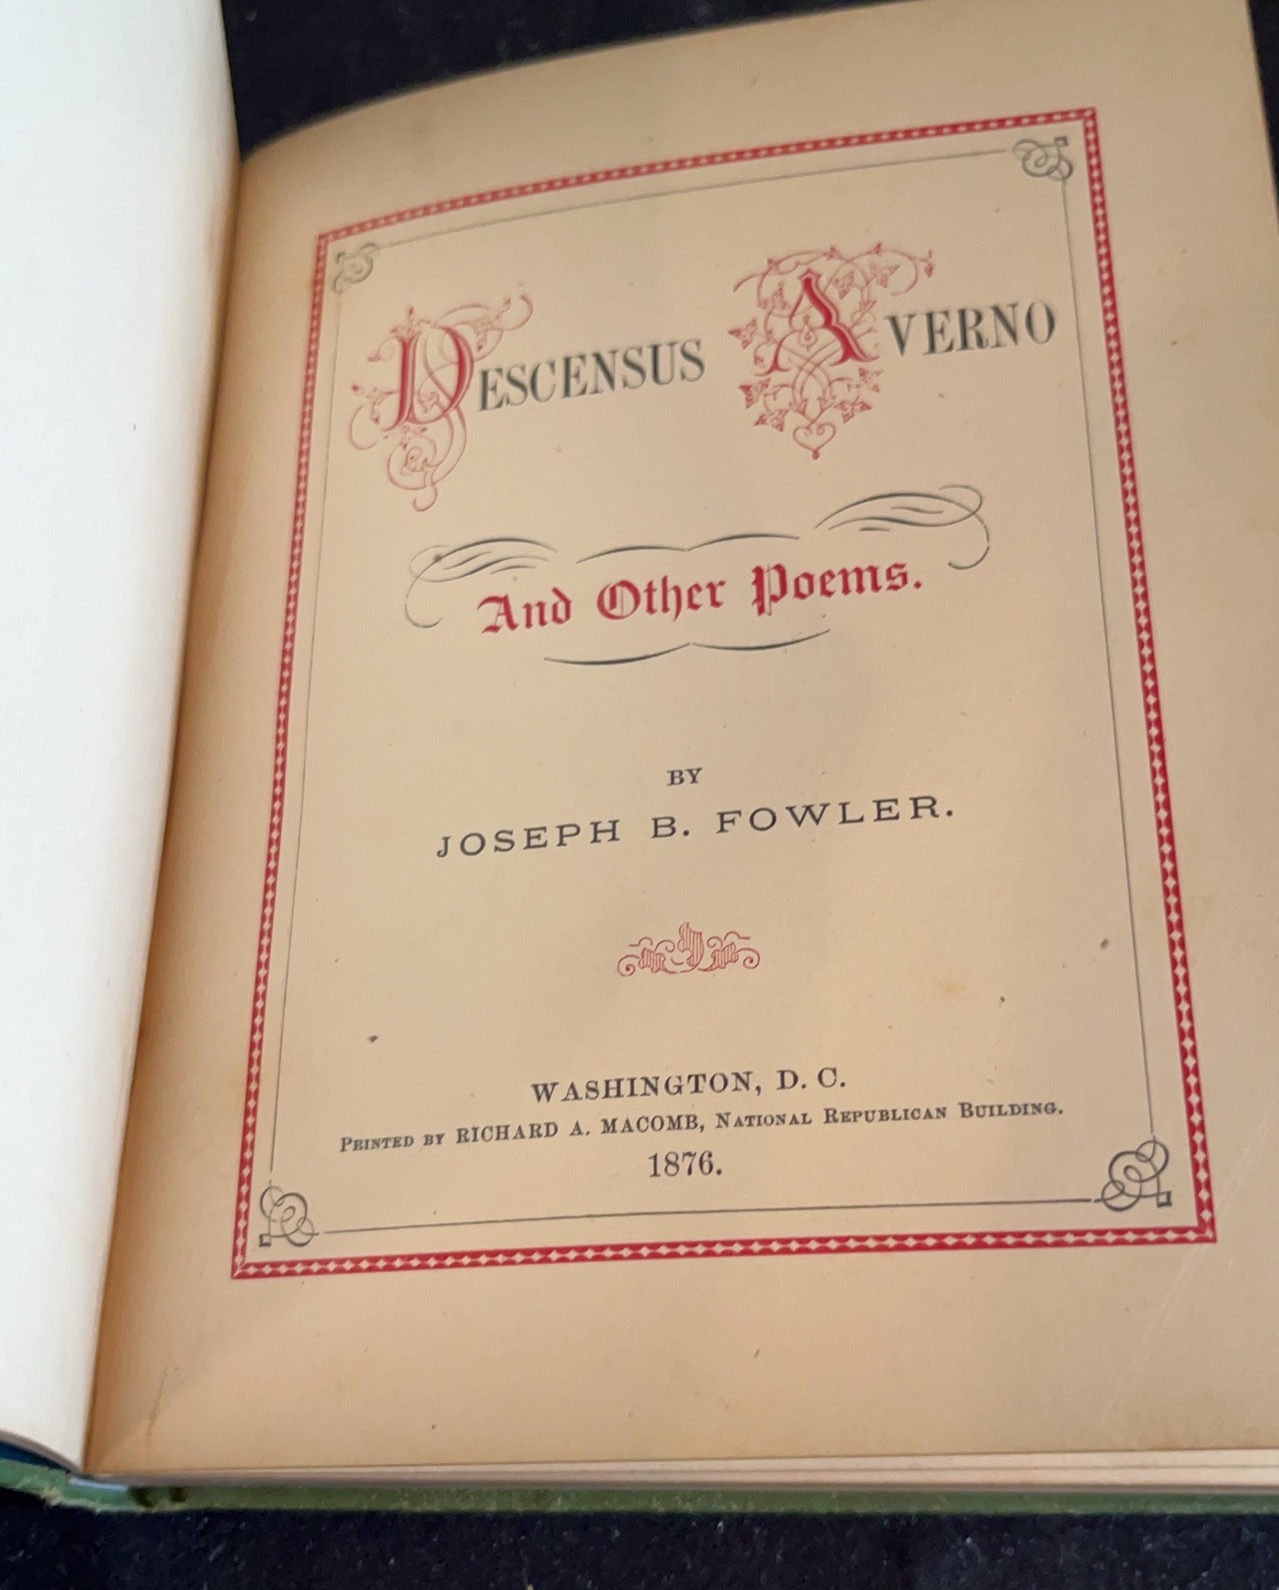 DESCENSUS AVERNO
And Other Poems.
BY
JOSEPH B. FOWLER.
WASHINGTON, D. C.
PRINTED BY RICHARD A. MACOMB, NATIONAL REPUBLICAN BUILDING.
1876.